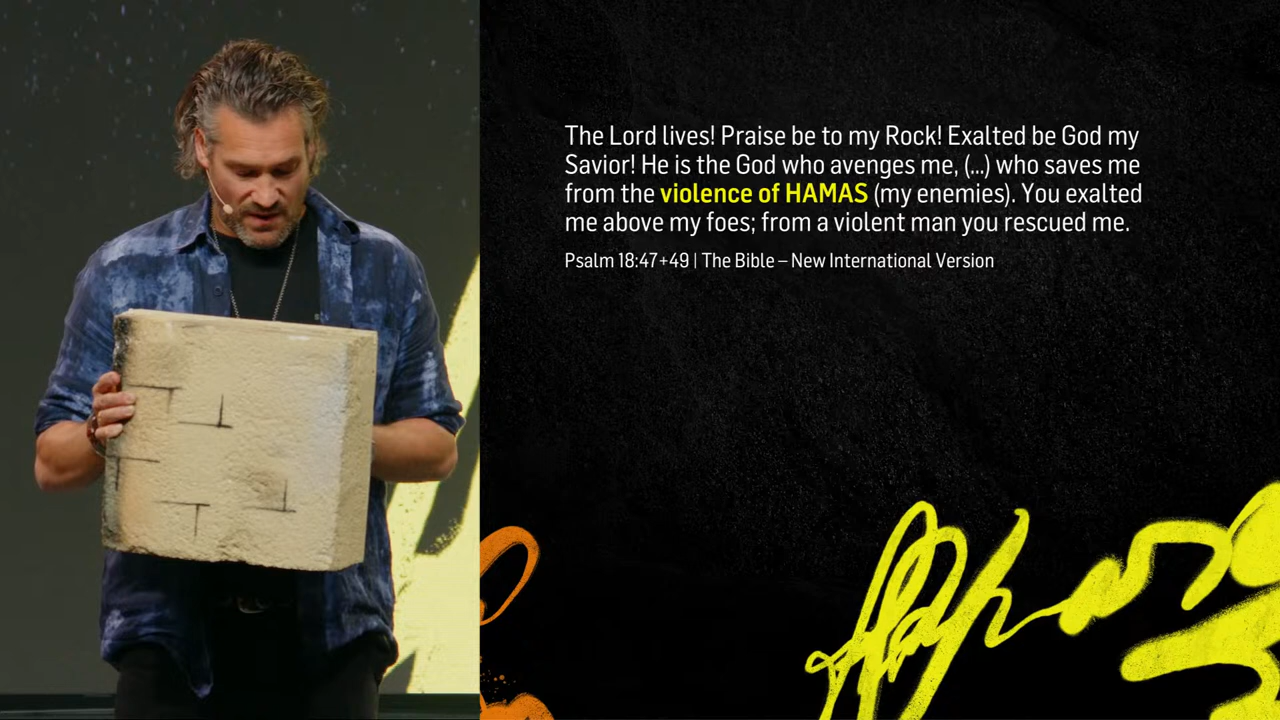 The Lord lives! Praise be to my Rock! Exalted be God my
Savior! He is the God who avenges me, (...) who saves me
from the violence of HAMAS (my enemies). You exalted
me above my foes; from a violent man you rescued me.
Psalm 18:47+49 | The Bible – New International Version